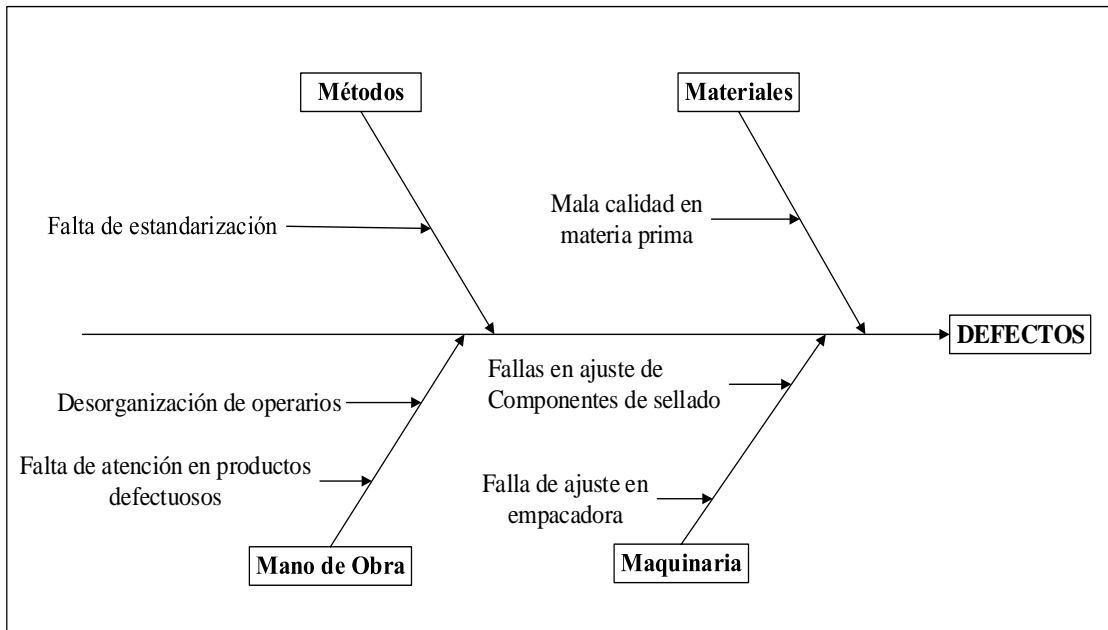 Métodos
Materiales
Falta de estandarización
Mala calidad en
materia prima
DEFECTOS
Desorganización de operarios
Falta de atención en productos
defectuosos
Fallas en ajuste de
Componentes de sellado
Falla de ajuste en
empacadora
Mano de Obra
Maquinaria